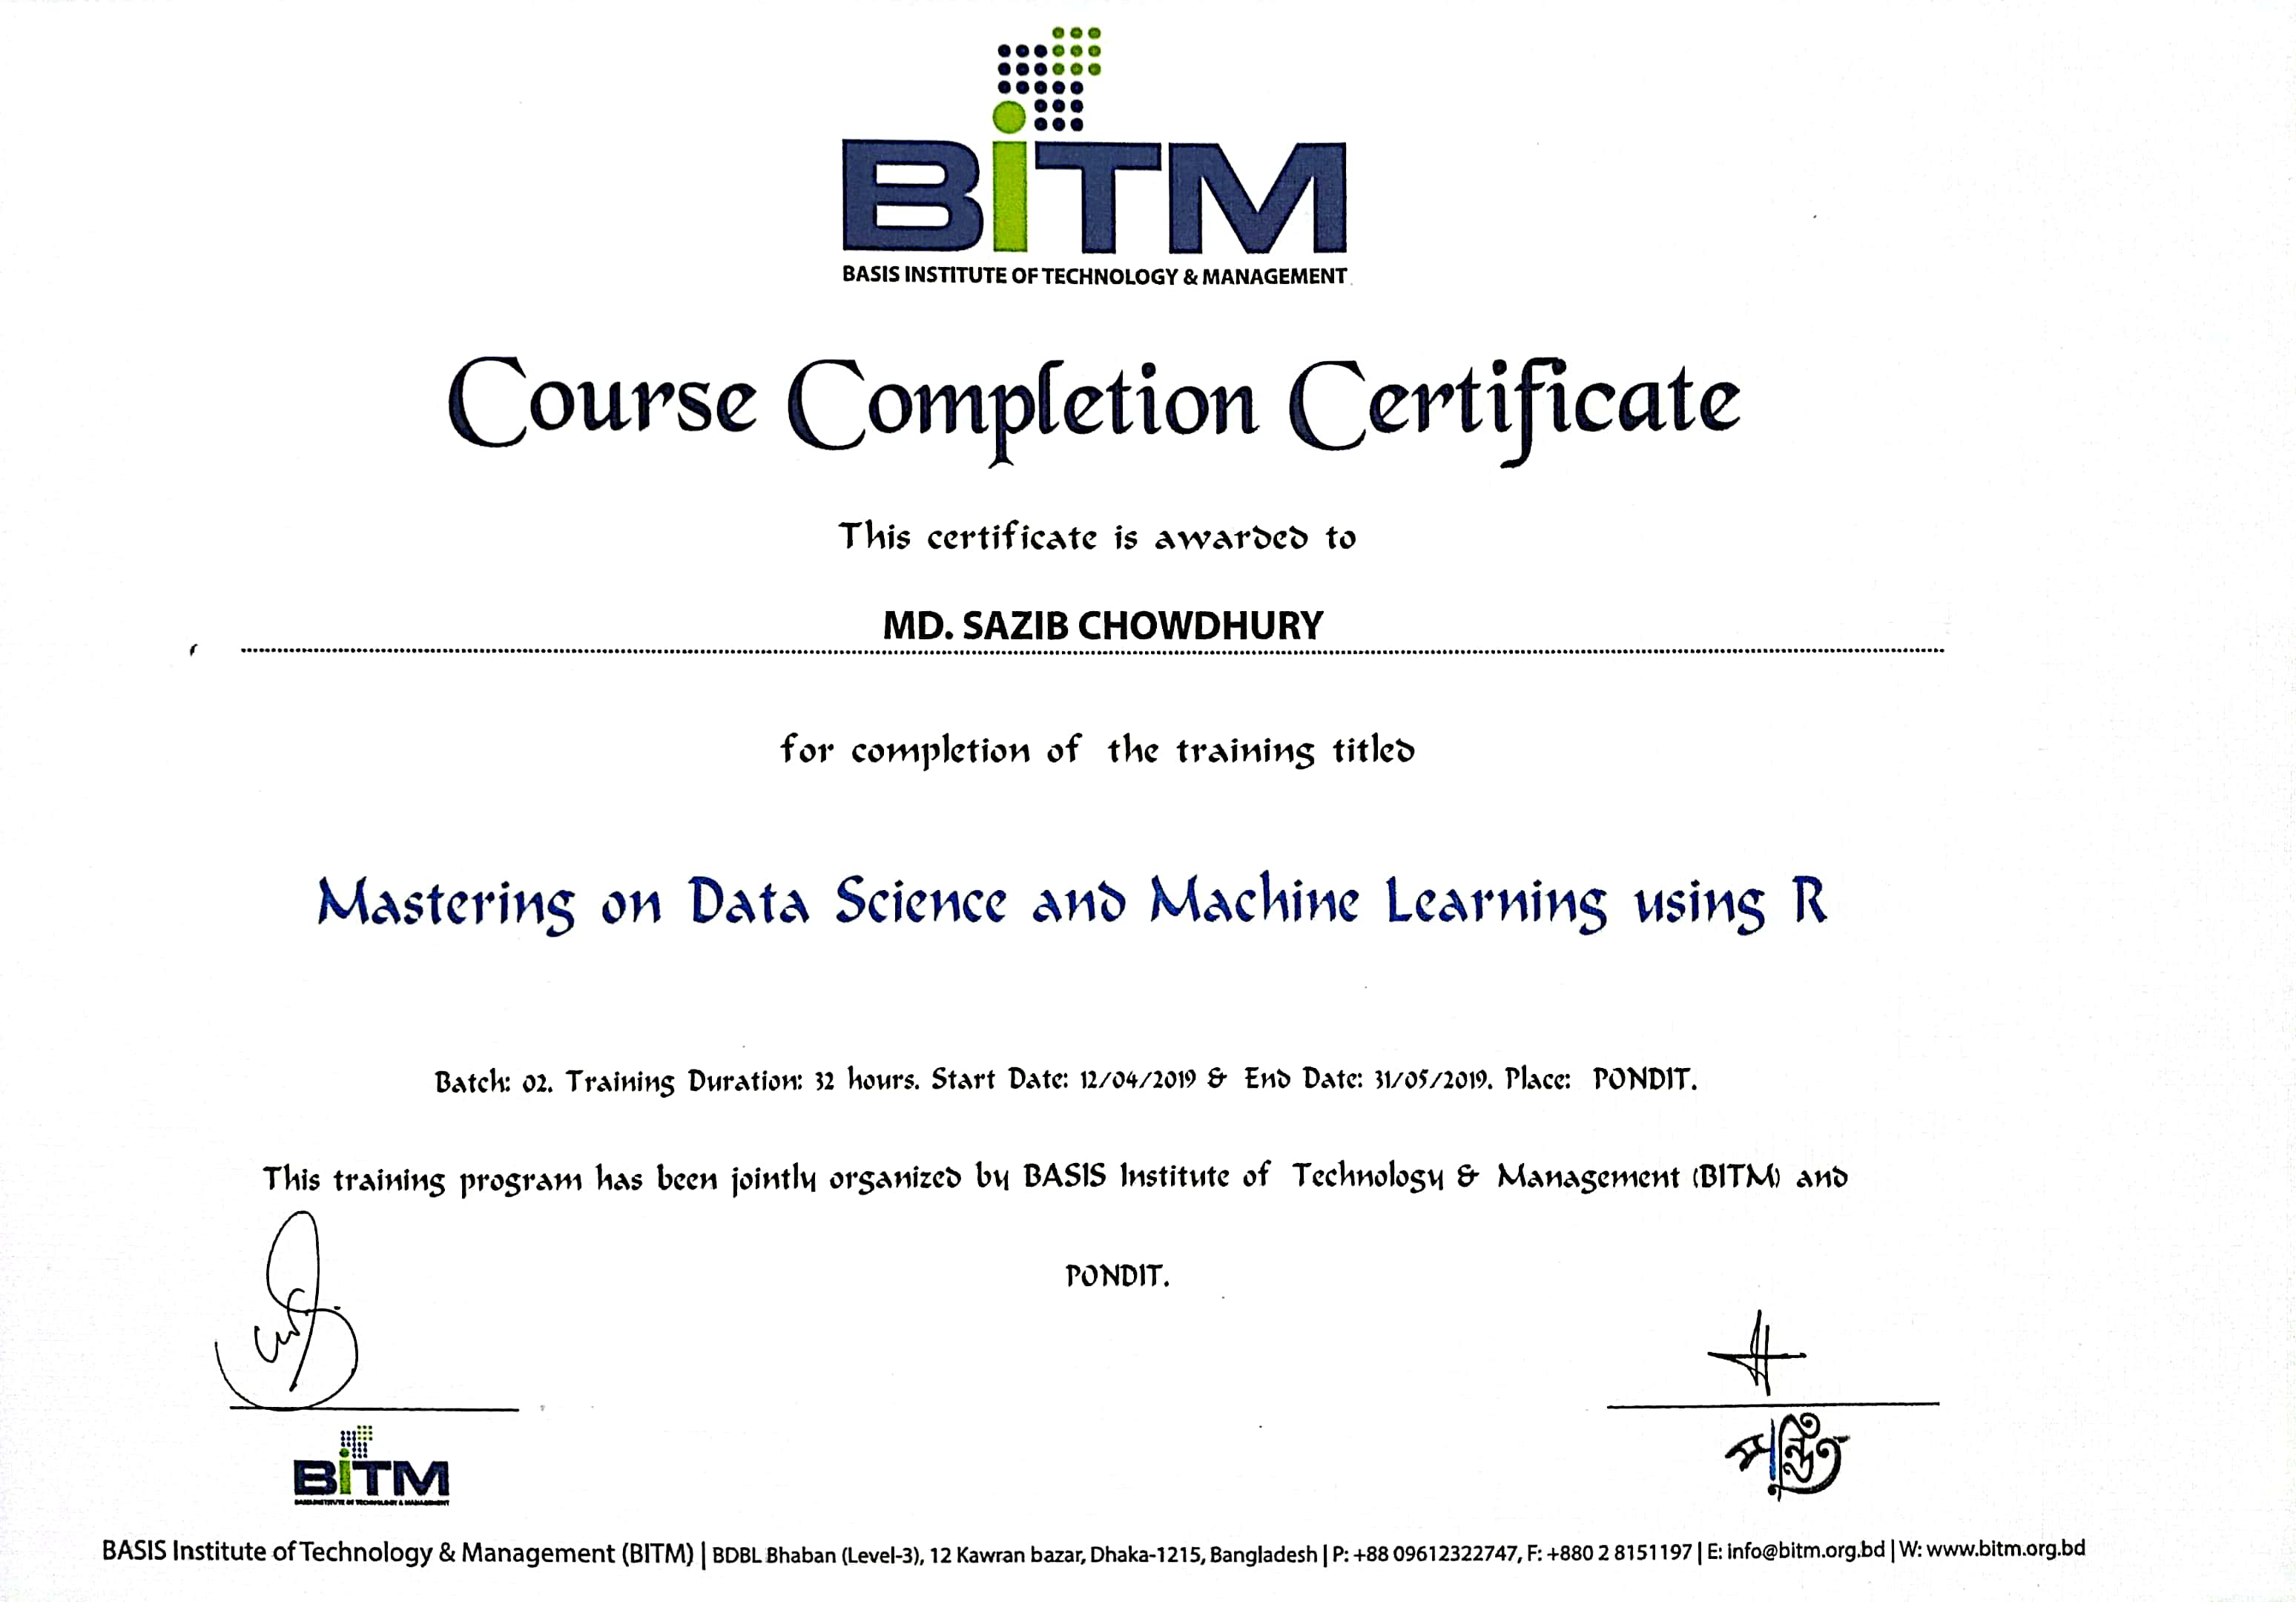 BiTM
BASIS INSTITUTE OF TECHNOLOGY & MANAGEMENT
Course Completion Certificate
This certificate is awarded to
MD. SAZIB CHOWDHURY
for completion of the training titled
Mastering on Data Science and Machine Learning using R
Batch: 02. Training Duration: 32 hours. Start Date: 12/04/2019 & End Date: 31/05/2019. Place: PONDIT.
This training program has been jointly organized by BASIS Institute of Technology & Management (BITM) and
PONDIT.
BiTM
BASIS INSTITUTE OF TECHNOLOGY & MANAGEMENT
পন্ডিত
BASIS Institute of Technology & Management (BITM) | BDBL Bhaban (Level-3), 12 Kawran bazar, Dhaka-1215, Bangladesh | P: +88 09612322747, F: +880 2 8151197 | E: info@bitm.org.bd | W: www.bitm.org.bd